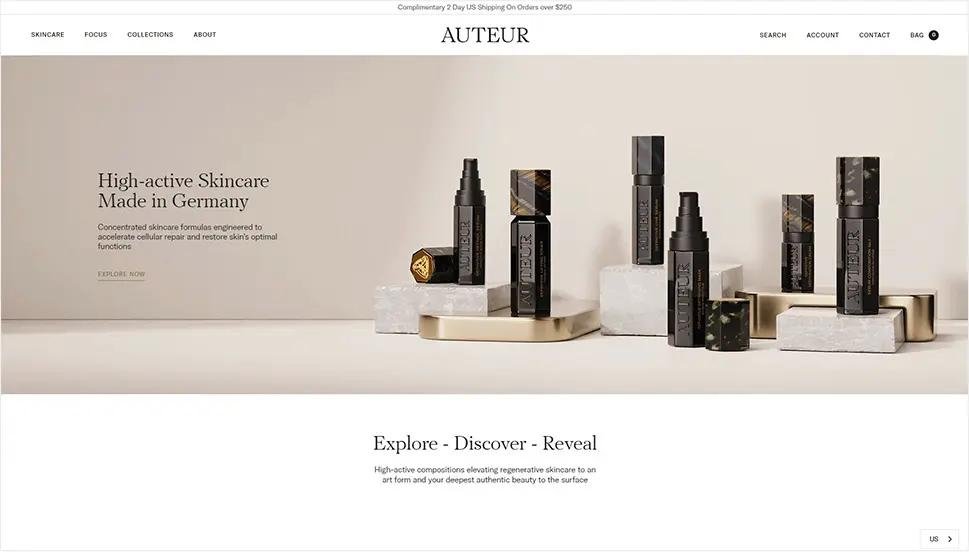 Complimentary 2 Day US Shipping On Orders over $250
SKINCARE FOCUS COLLECTIONS ABOUT AUTEUR SEARCH ACCOUNT CONTACT BAG 0
High-active Skincare
Made in Germany
Concentrated skincare formulas engineered to
accelerate cellular repair and restore skin's optimal
functions
EXPLORE NOW
AUTEUR
AUTEUR
AUTEUR
AUTEUR
AUTEUR
Explore - Discover - Reveal
High-active compositions elevating regenerative skincare to an
art form and your deepest authentic beauty to the surface
US